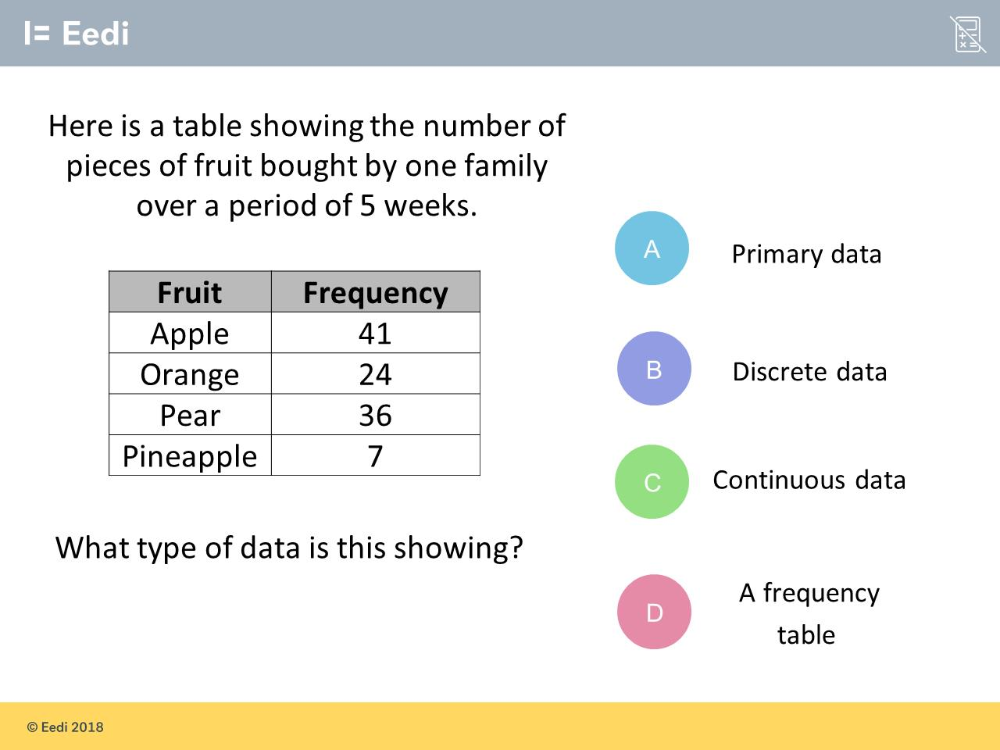 Eedi
Here is a table showing the number of
pieces of fruit bought by one family
over a period of 5 weeks.
Fruit Frequency
Apple 41
Orange 24
Pear 36
Pineapple 7
What type of data is this showing?
A Primary data
B Discrete data
C Continuous data
D A frequency
table
© Eedi 2018